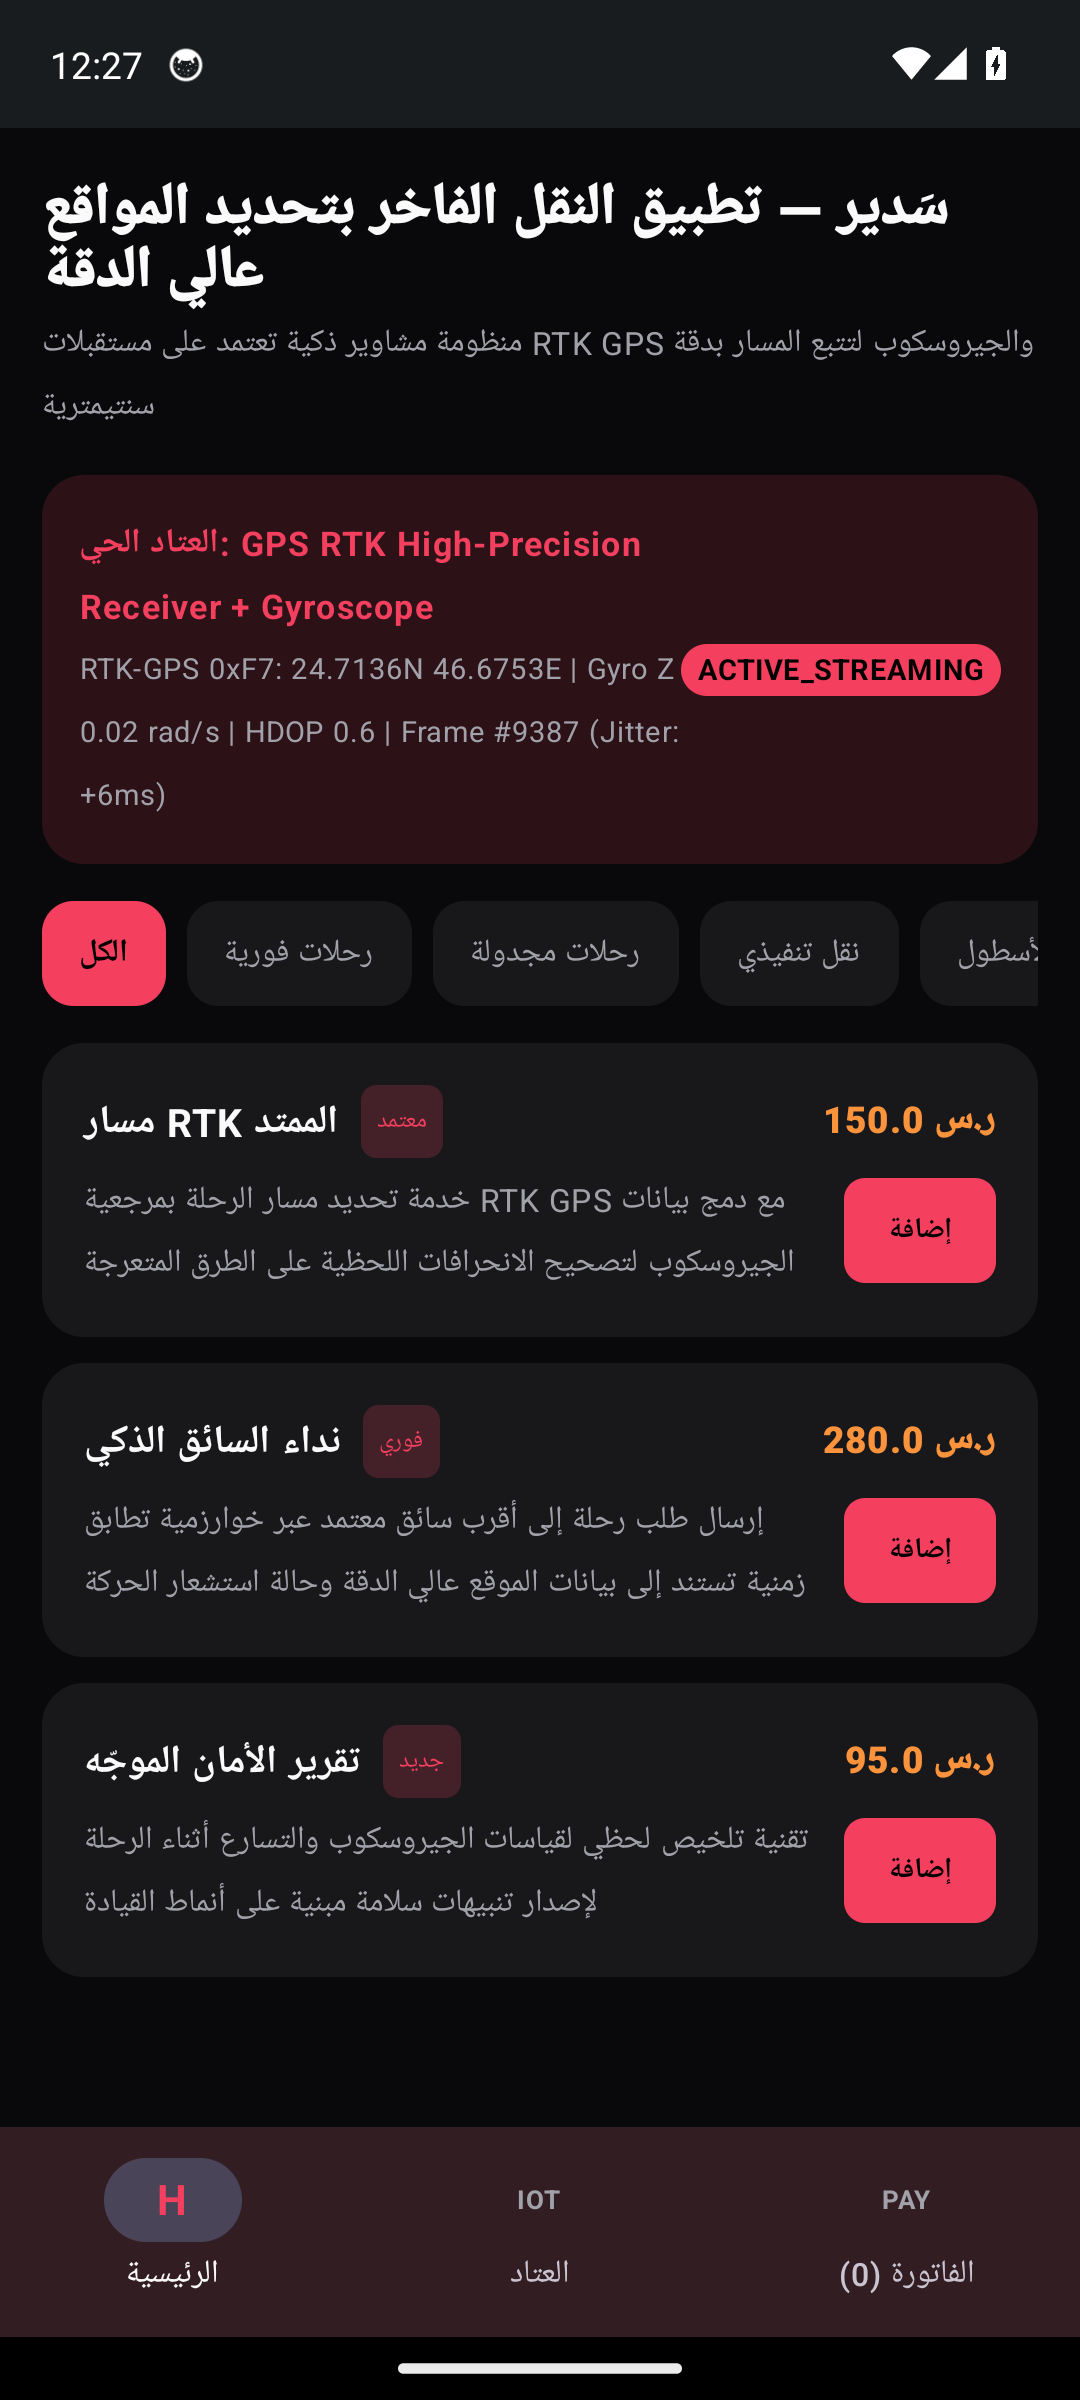 12:27
سَدير — تطبيق النقل الفاخر بتحديد المواقع
عالي الدقة
منظومة مشاوير ذكية تعتمد على مستقبلات RTK GPS والجيروسكوب لتتبع المسار بدقة
سنتيمترية
العتاد الحي: GPS RTK High-Precision
Receiver + Gyroscope
RTK-GPS 0xF7: 24.7136N 46.6753E | Gyro Z
0.02 rad/s | HDOP 0.6 | Frame #9387 (Jitter:
+6ms)
ACTIVE_STREAMING
الكل
رحلات فورية
رحلات مجدولة
نقل تنفيذي
مسار RTK الممتد
معتمد
150.0 ر.س
خدمة تحديد مسار الرحلة بمرجعية RTK GPS مع دمج بيانات
الجيروسكوب لتصحيح الانحرافات اللحظية على الطرق المتعرجة
إضافة
نداء السائق الذكي
فوري
280.0 ر.س
إرسال طلب رحلة إلى أقرب سائق معتمد عبر خوارزمية تطابق
زمنية تستند إلى بيانات الموقع عالي الدقة وحالة استشعار الحركة
إضافة
تقرير الأمان الموجّه
جديد
95.0 ر.س
تقنية تلخيص لحظي لقياسات الجيروسكوب والتسارع أثناء الرحلة
لإصدار تنبيهات سلامة مبنية على أنماط القيادة
إضافة
H
الرئيسية
IOT
العتاد
PAY
الفاتورة (0)